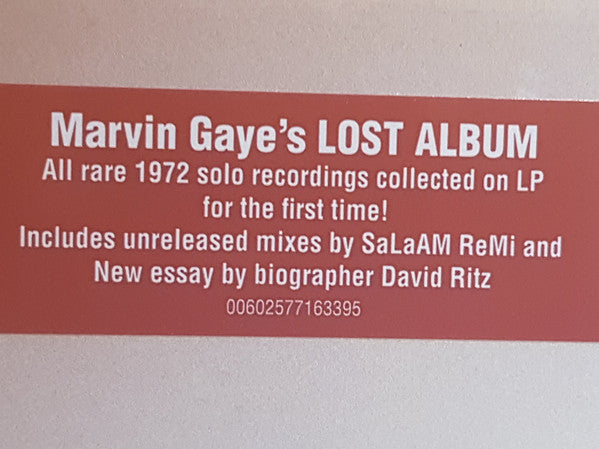 Marvin Gaye's LOST ALBUM
All rare 1972 solo recordings collected on LP
for the first time!
Includes unreleased mixes by SaLaAM ReMi and
New essay by biographer David Ritz
00602577163395